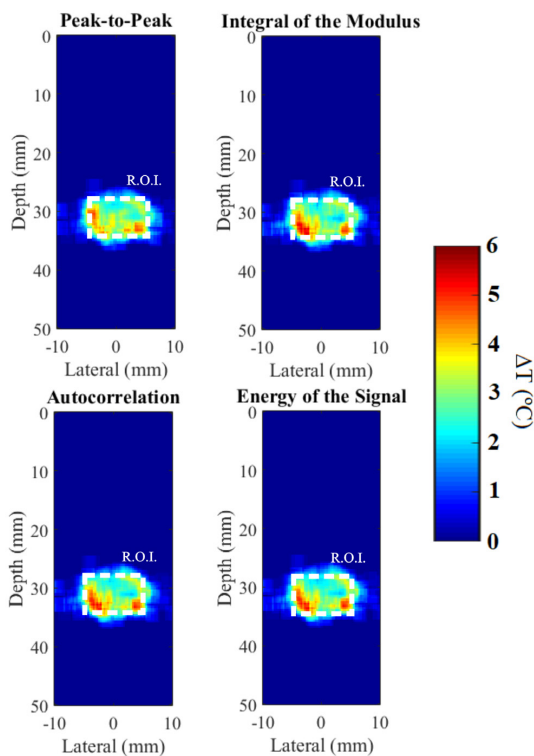 Peak-to-Peak
0
10
20
30
40
50
Depth (mm)
R.O.I.
-10 0 10
Lateral (mm)
Integral of the Modulus
0
10
20
30
40
50
Depth (mm)
R.O.I.
-10 0 10
Lateral (mm)
Autocorrelation
0
10
20
30
40
50
Depth (mm)
R.O.I.
-10 0 10
Lateral (mm)
Energy of the Signal
0
10
20
30
40
50
Depth (mm)
R.O.I.
-10 0 10
Lateral (mm)
6
5
4
3
2
1
0
ΔT (ºC)